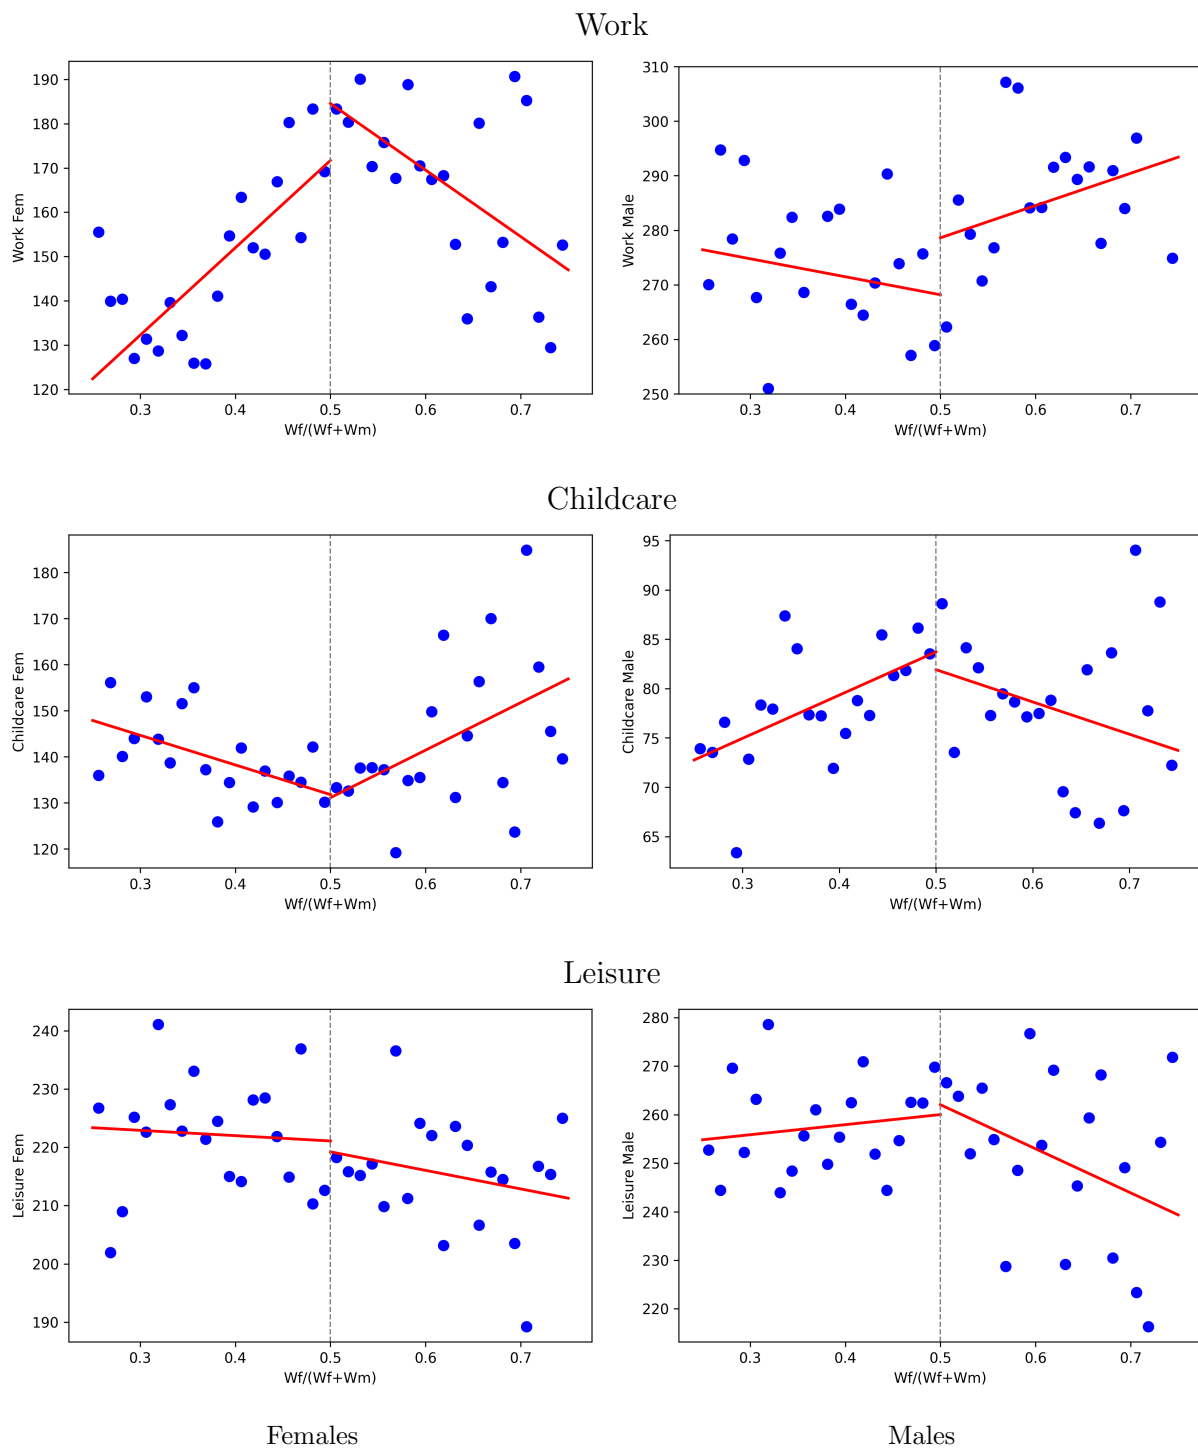 Work
190
180
170
160
150
140
130
120
Work Fem
0.3 0.4 0.5 0.6 0.7
Wf/(Wf+Wm)
310
300
290
280
270
260
250
Work Male
0.3 0.4 0.5 0.6 0.7
Wf/(Wf+Wm)
Childcare
180
170
160
150
140
130
120
Childcare Fem
0.3 0.4 0.5 0.6 0.7
Wf/(Wf+Wm)
95
90
85
80
75
70
65
Childcare Male
0.3 0.4 0.5 0.6 0.7
Wf/(Wf+Wm)
Leisure
240
230
220
210
200
190
Leisure Fem
0.3 0.4 0.5 0.6 0.7
Wf/(Wf+Wm)
280
270
260
250
240
230
220
Leisure Male
0.3 0.4 0.5 0.6 0.7
Wf/(Wf+Wm)
Females
Males